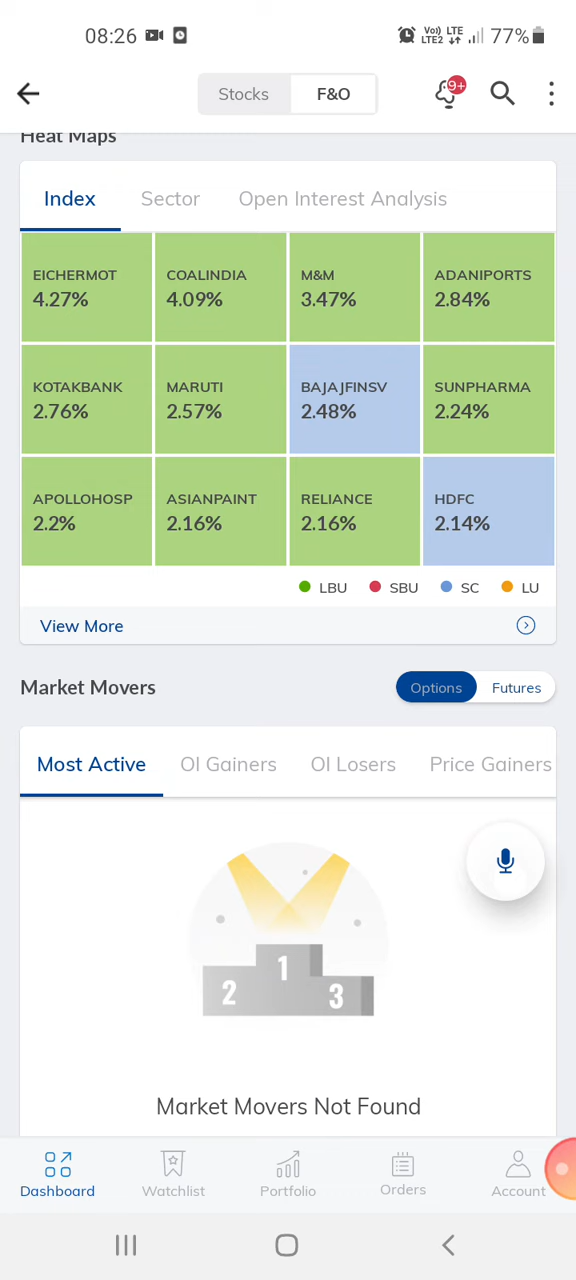 08:26
Vo) LTE
LTE2
77%
Stocks
F&O
9+
Heat Maps
Index
Sector
Open Interest Analysis
EICHERMOT
4.27%
COALINDIA
4.09%
M&M
3.47%
ADANIPORTS
2.84%
KOTAKBANK
2.76%
MARUTI
2.57%
BAJAJFINSV
2.48%
SUNPHARMA
2.24%
APOLLOHOSP
2.2%
ASIANPAINT
2.16%
RELIANCE
2.16%
HDFC
2.14%
LBU
SBU
SC
LU
View More
Market Movers
Options
Futures
Most Active
OI Gainers
OI Losers
Price Gainers
1
2
3
Market Movers Not Found
Dashboard
Watchlist
Portfolio
Orders
Account